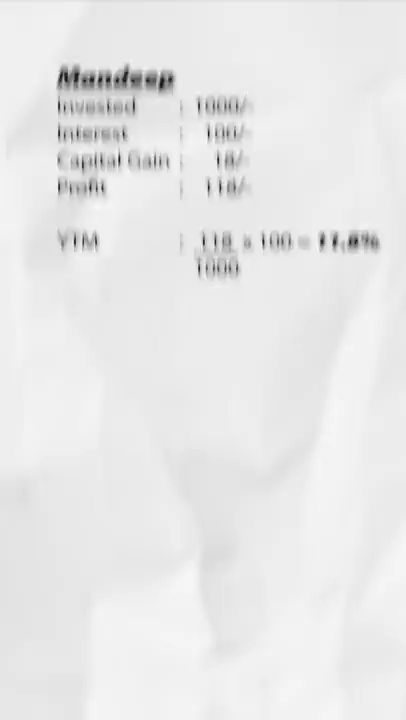 Mandeep
Invested : 1000/-
Interest : 100/-
Capital Gain : 18/-
Profit : 118/-
YTM : 118 x 100 = 11.8%
1000